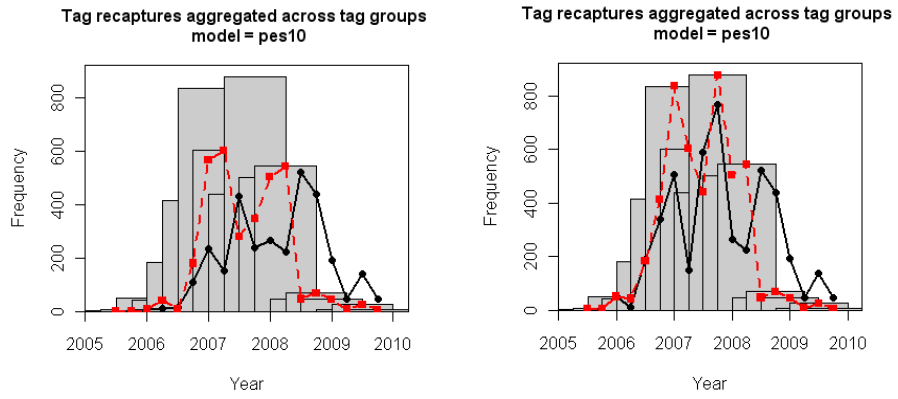 Tag recaptures aggregated across tag groups
model = pes10
800
600
400
200
0
Frequency
2005 2006 2007 2008 2009 2010
Year
Tag recaptures aggregated across tag groups
model = pes10
800
600
400
200
0
Frequency
2005 2006 2007 2008 2009 2010
Year